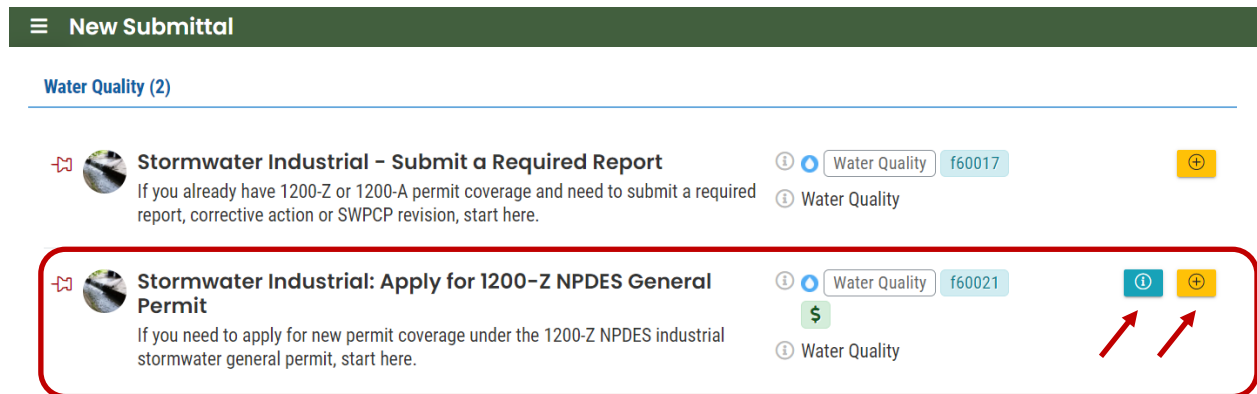 New Submittal
Water Quality (2)
Stormwater Industrial - Submit a Required Report
If you already have 1200-Z or 1200-A permit coverage and need to submit a required
report, corrective action or SWPCP revision, start here.
Water Quality f60017
Water Quality
Stormwater Industrial: Apply for 1200-Z NPDES General
Permit
If you need to apply for new permit coverage under the 1200-Z NPDES industrial
stormwater general permit, start here.
Water Quality f60021
$
Water Quality